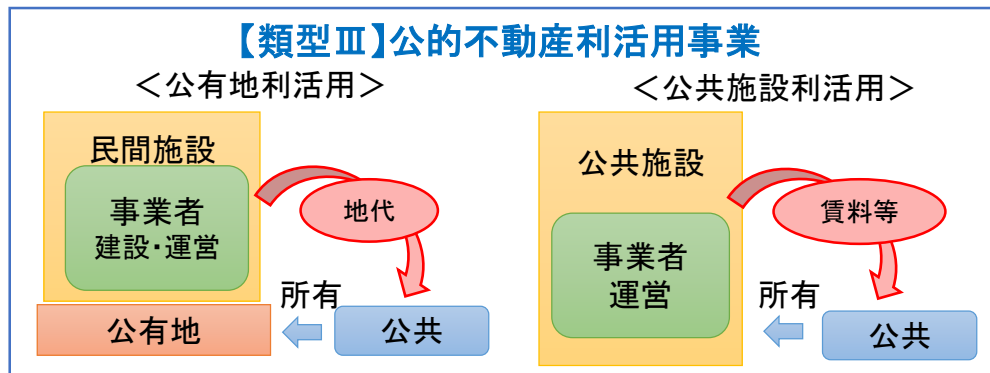 【類型Ⅲ】公的不動産利活用事業
＜公有地利活用＞
民間施設
事業者
建設・運営
地代
所有
公有地
公共
＜公共施設利活用＞
公共施設
事業者
運営
賃料等
所有
公共